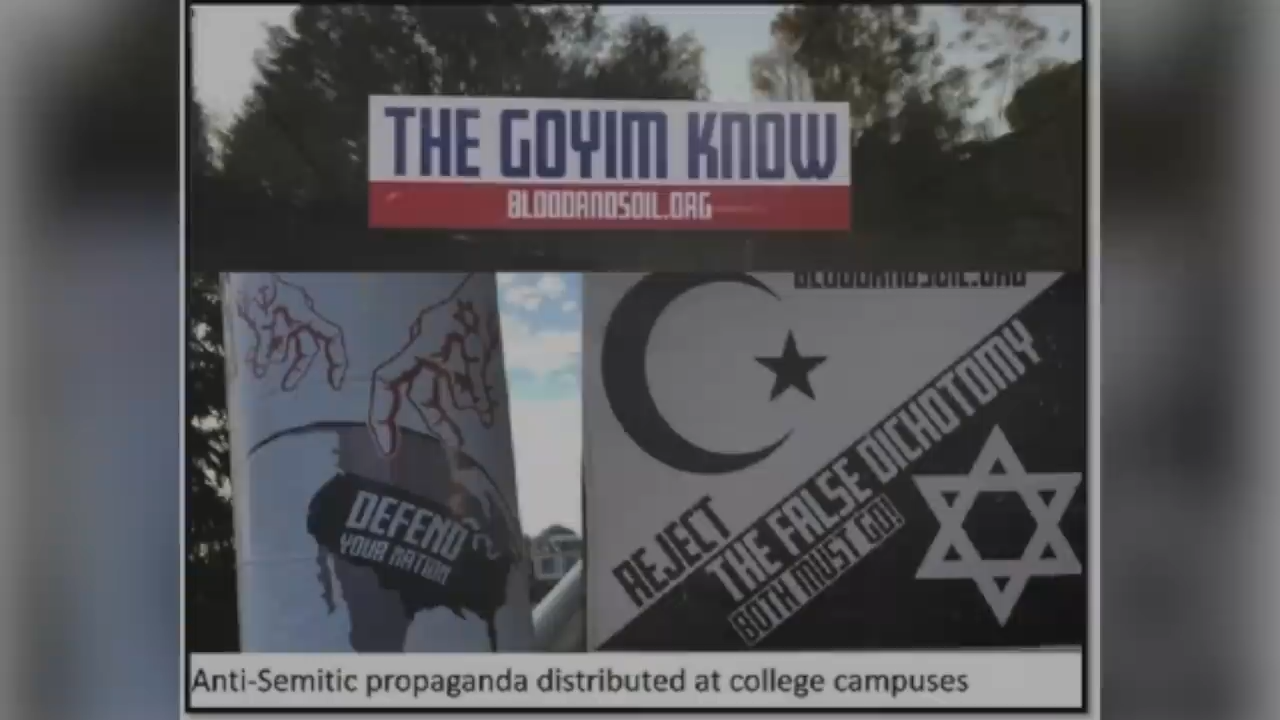 THE GOYIM KNOW
BLOODANDSOIL.ORG
BLOODANDSOIL.ORG
DEFEND
YOUR NATION
REJECT
THE FALSE DICHOTOMY
BOTH MUST GO!
Anti-Semitic propaganda distributed at college campuses